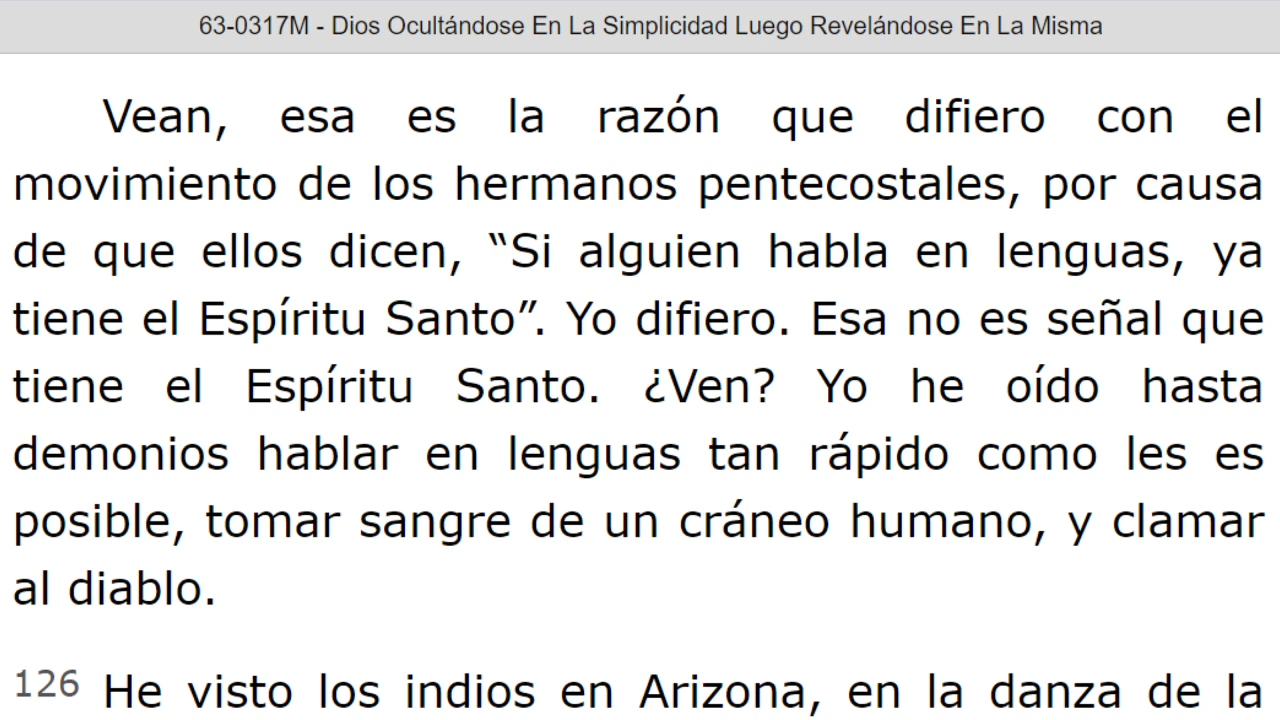 63-0317M - Dios Ocultándose En La Simplicidad Luego Revelándose En La Misma
Vean, esa es la razón que difiero con el
movimiento de los hermanos pentecostales, por causa
de que ellos dicen, “Si alguien habla en lenguas, ya
tiene el Espíritu Santo”. Yo difiero. Esa no es señal que
tiene el Espíritu Santo. ¿Ven? Yo he oído hasta
demonios hablar en lenguas tan rápido como les es
posible, tomar sangre de un cráneo humano, y clamar
al diablo.
126 He visto los indios en Arizona, en la danza de la